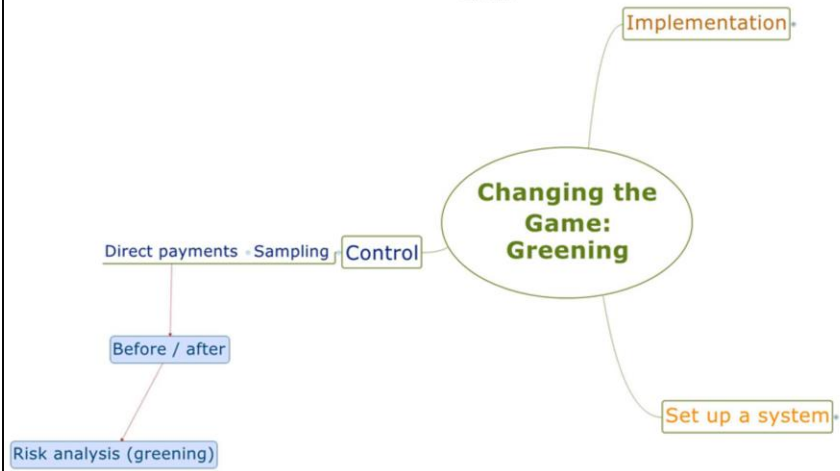 Implementation
Changing the
Game:
Greening
Direct payments Sampling Control
Before / after
Set up a system
Risk analysis (greening)